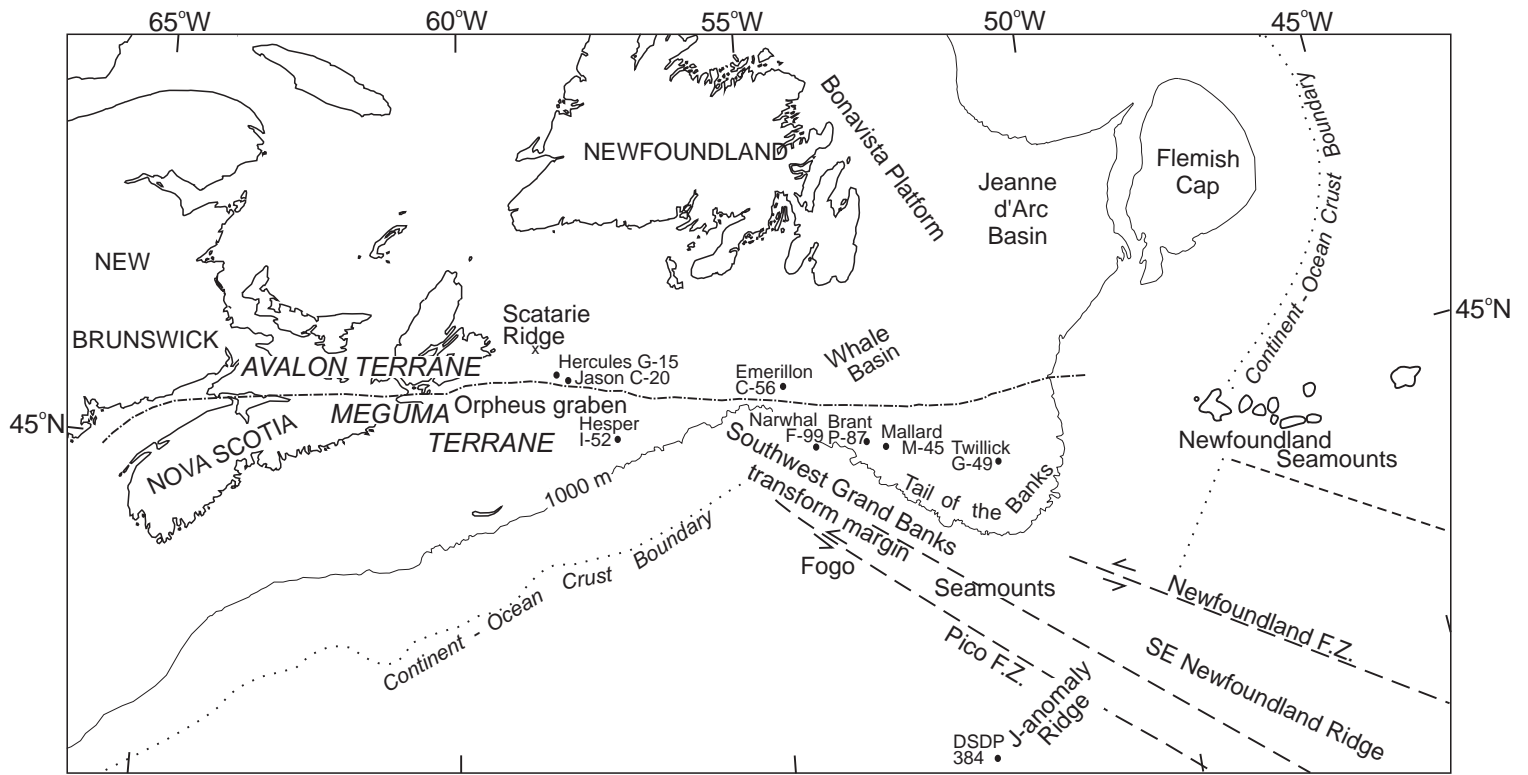 65°W
60°W
55°W
50°W
45°W
Bonavista Platform
Continent - Ocean Crust Boundary
NEWFOUNDLAND
Flemish
Cap
Jeanne
d'Arc
Basin
NEW
BRUNSWICK
Scatarie
Ridge
x
45°N
AVALON TERRANE
Hercules G-15
Jason C-20
Whale
Basin
Emerillon
C-56
45°N
MEGUMA
TERRANE
Orpheus graben
Hesper
I-52
NOVA SCOTIA
Narwhal
F-99
Brant
P-87
Mallard
M-45
Twillick
G-49
Newfoundland
Seamounts
1000 m
Southwest Grand Banks
transform margin
Tail of the Banks
Continent - Ocean Crust Boundary
Fogo
Seamounts
Newfoundland F.Z.
Pico F.Z.
SE Newfoundland Ridge
J-anomaly
Ridge
DSDP
384